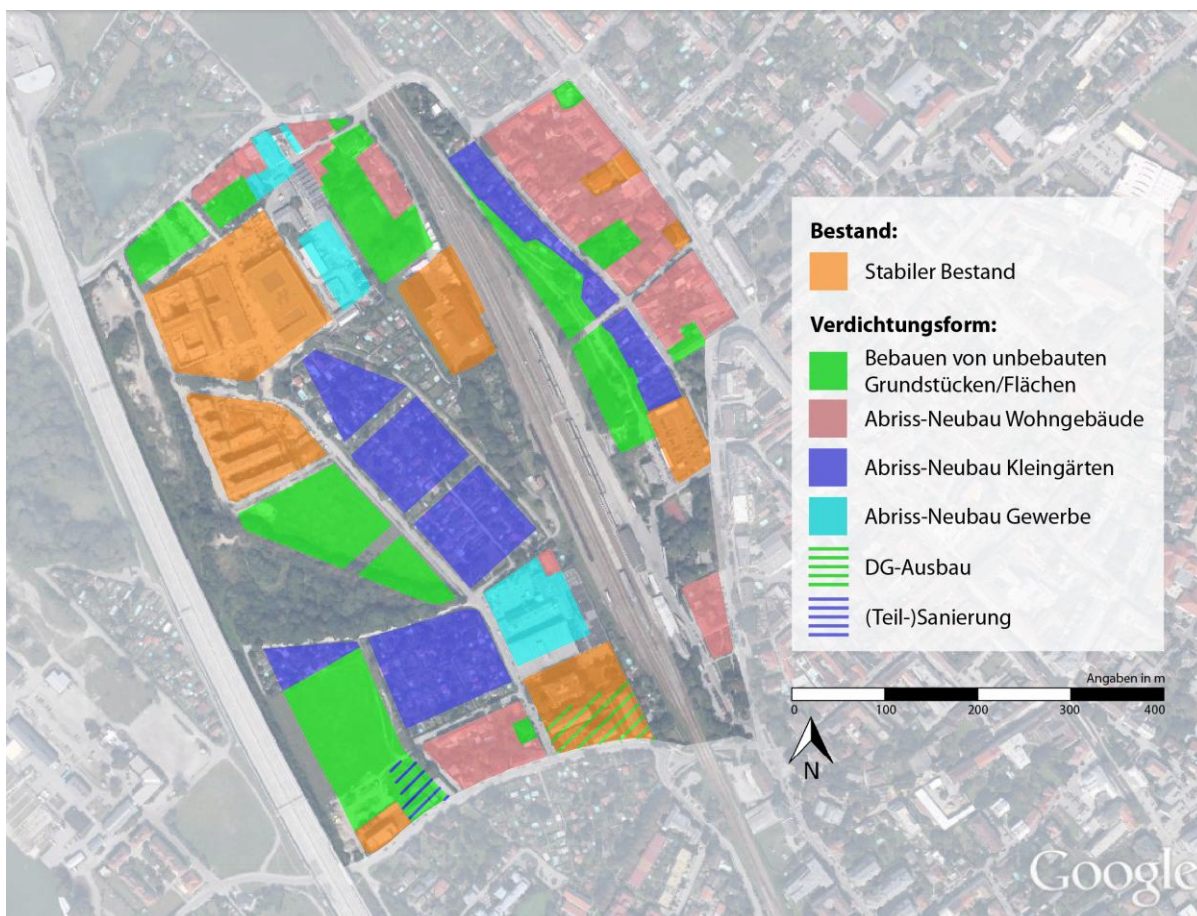 Bestand:
Stabiler Bestand
Verdichtungsform:
Bebauen von unbebauten
Grundstücken/Flächen
Abriss-Neubau Wohngebäude
Abriss-Neubau Kleingärten
Abriss-Neubau Gewerbe
DG-Ausbau
(Teil-)Sanierung
Angaben in m
0 100 200 300 400
N
Google